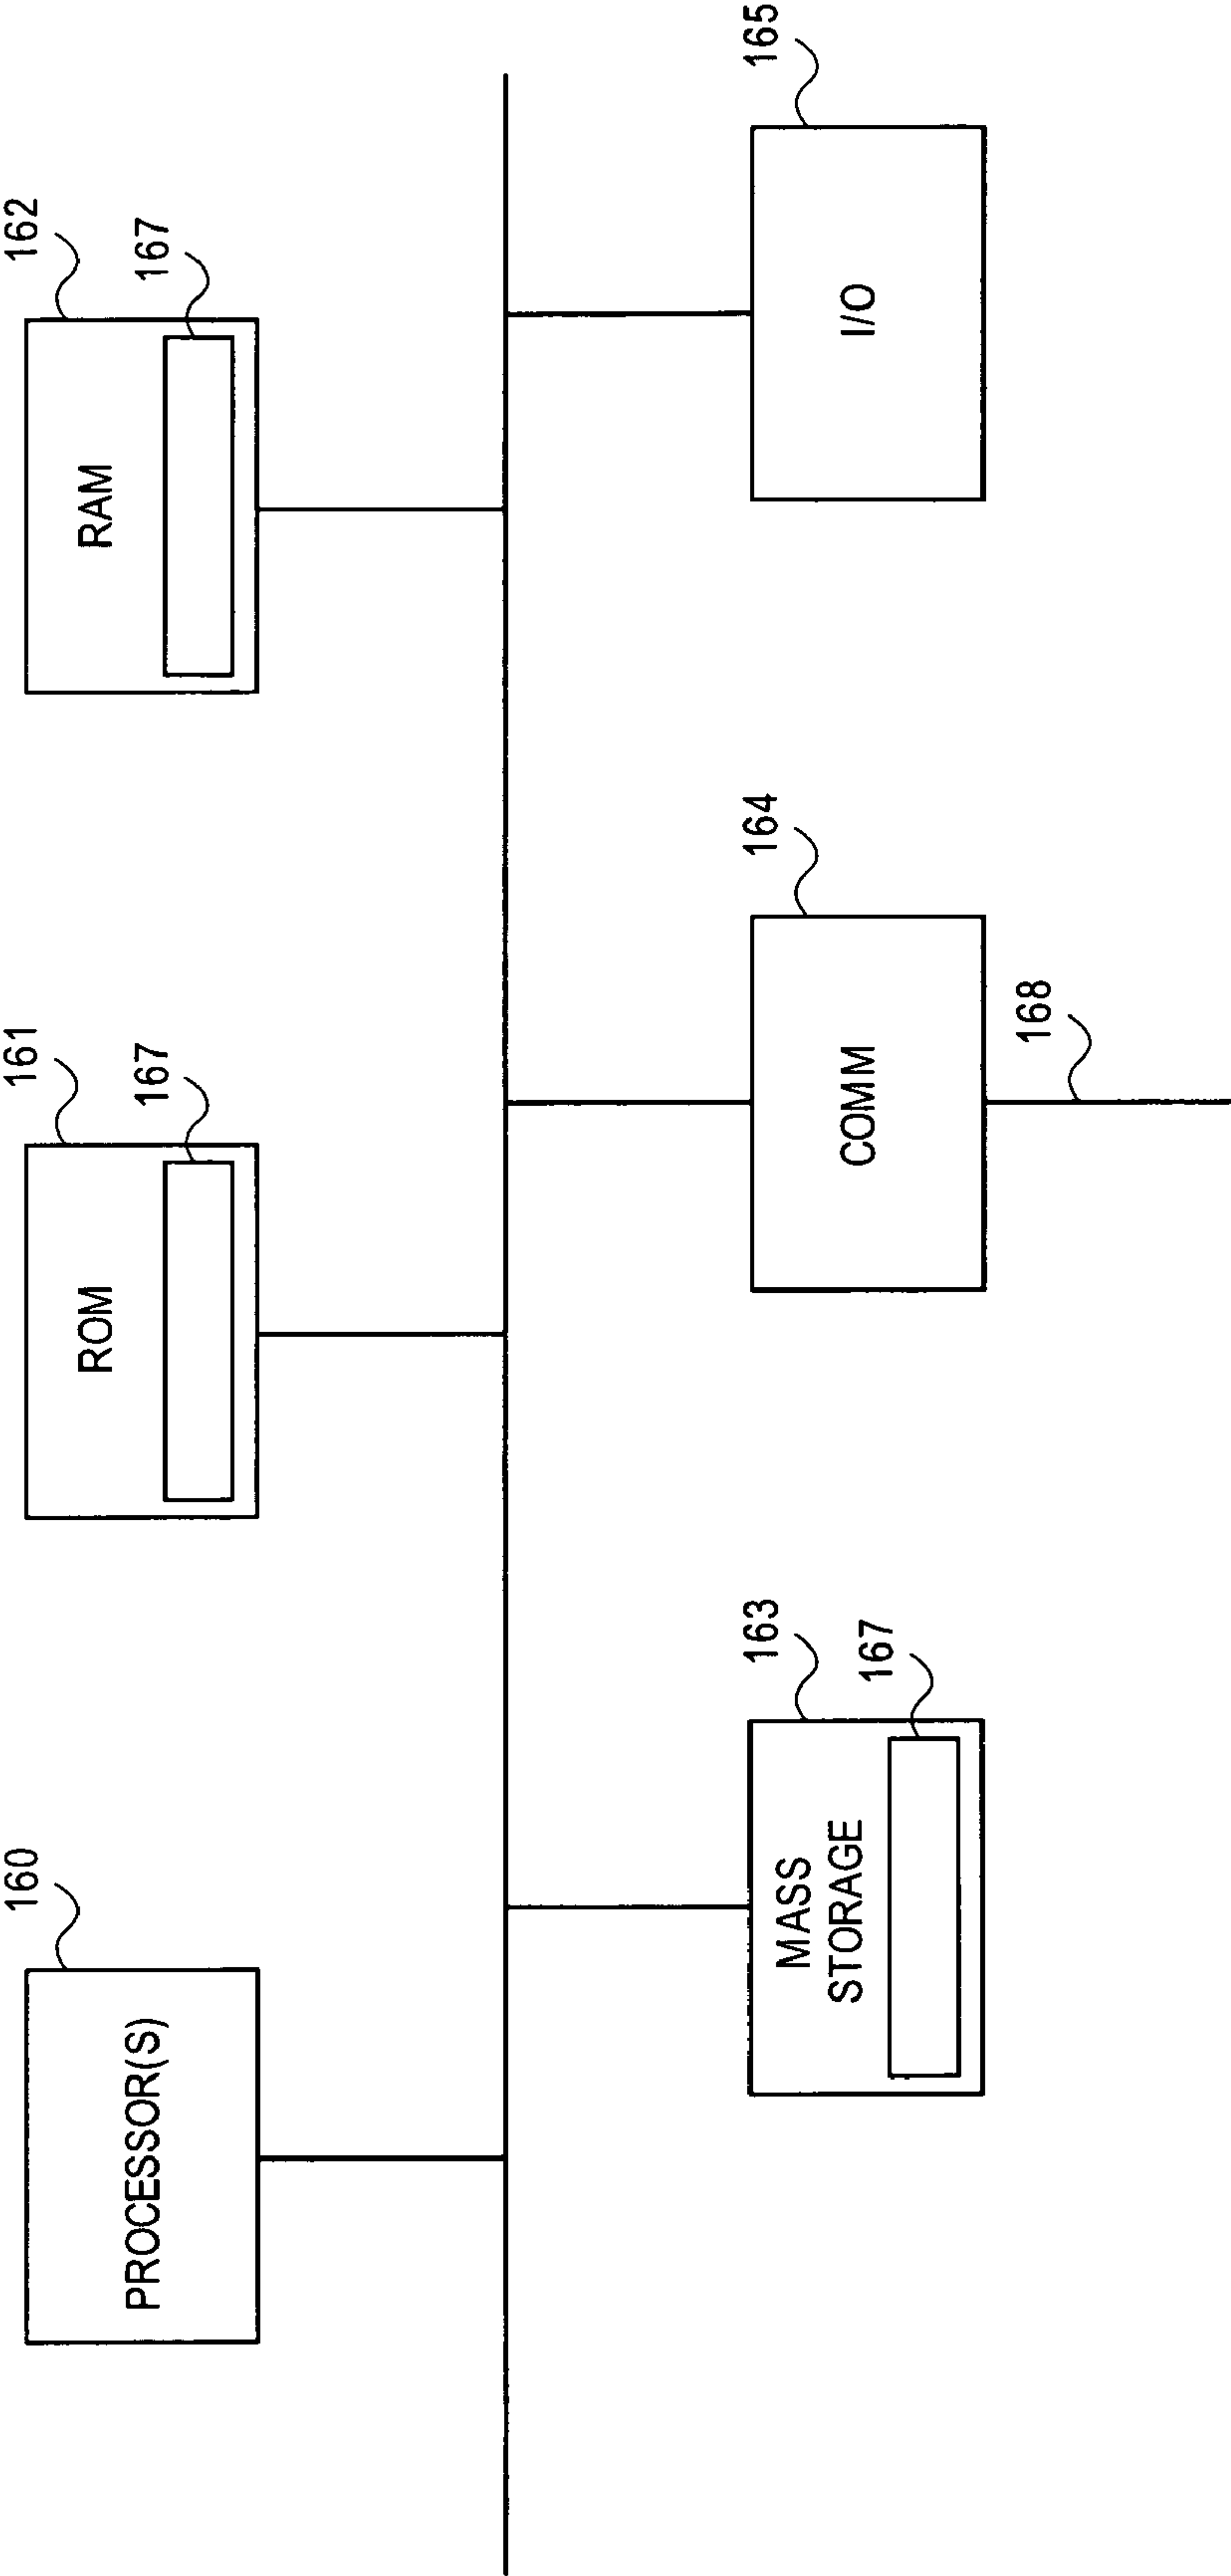 160
PROCESSOR(S)
161
ROM
167
162
RAM
167
163
MASS
STORAGE
167
164
COMM
168
165
I/O